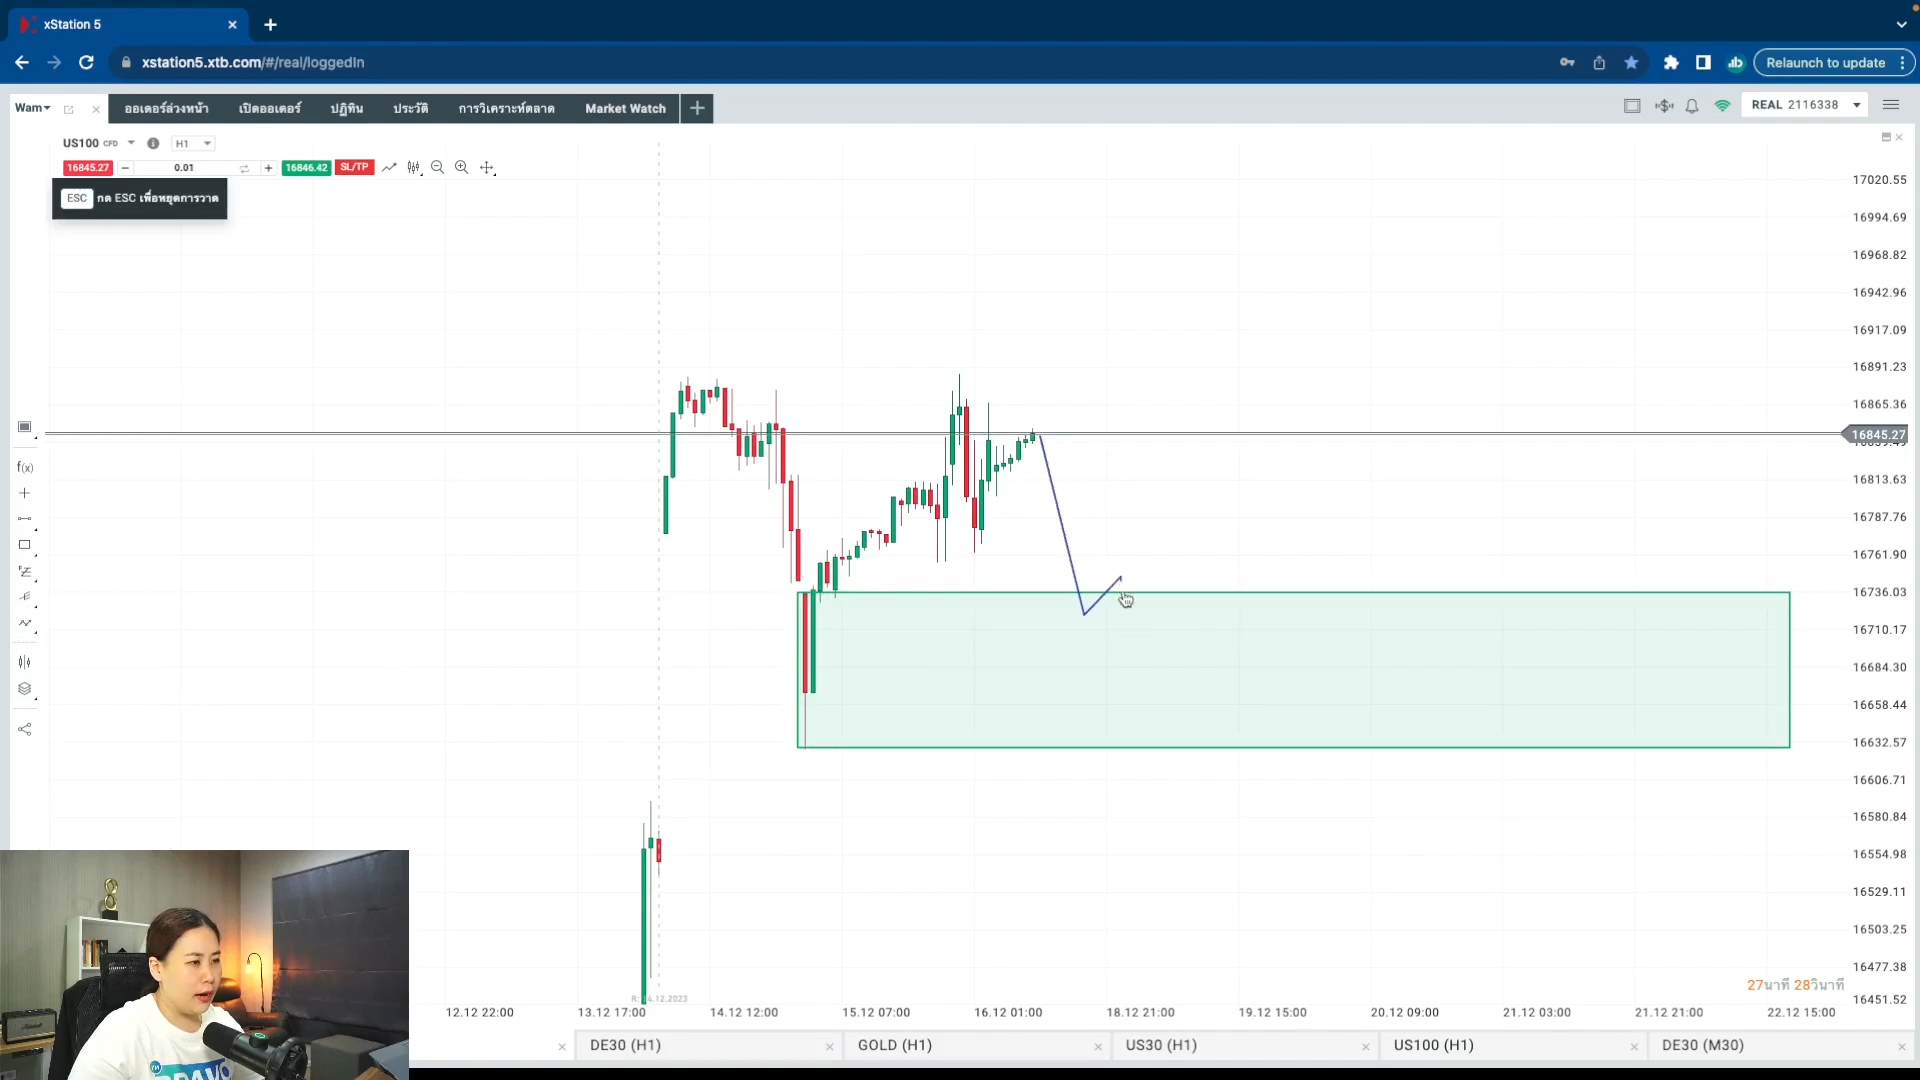 xStation 5
xstation5.xtb.com/#/real/loggedIn
Relaunch to update
Wam
ออเดอร์ล่วงหน้า
เปิดออเดอร์
ปฏิทิน
ประวัติ
การวิเคราะห์ตลาด
Market Watch
REAL 2116338
US100 CFD
H1
16845.27
0.01
16846.42
SL/TP
ESC กด ESC เพื่อหยุดการวาด
17020.55
16994.69
16968.82
16942.96
16917.09
16891.23
16865.36
16845.27
16813.63
16787.76
16761.90
16736.03
16710.17
16684.30
16658.44
16632.57
16606.71
16580.84
16554.98
16529.11
16503.25
16477.38
16451.52
f(x)
27นาที 28วินาที
12.12 22:00
13.12 17:00
14.12 12:00
15.12 07:00
16.12 01:00
18.12 21:00
19.12 15:00
20.12 09:00
21.12 03:00
21.12 21:00
22.12 15:00
DE30 (H1)
GOLD (H1)
US30 (H1)
US100 (H1)
DE30 (M30)